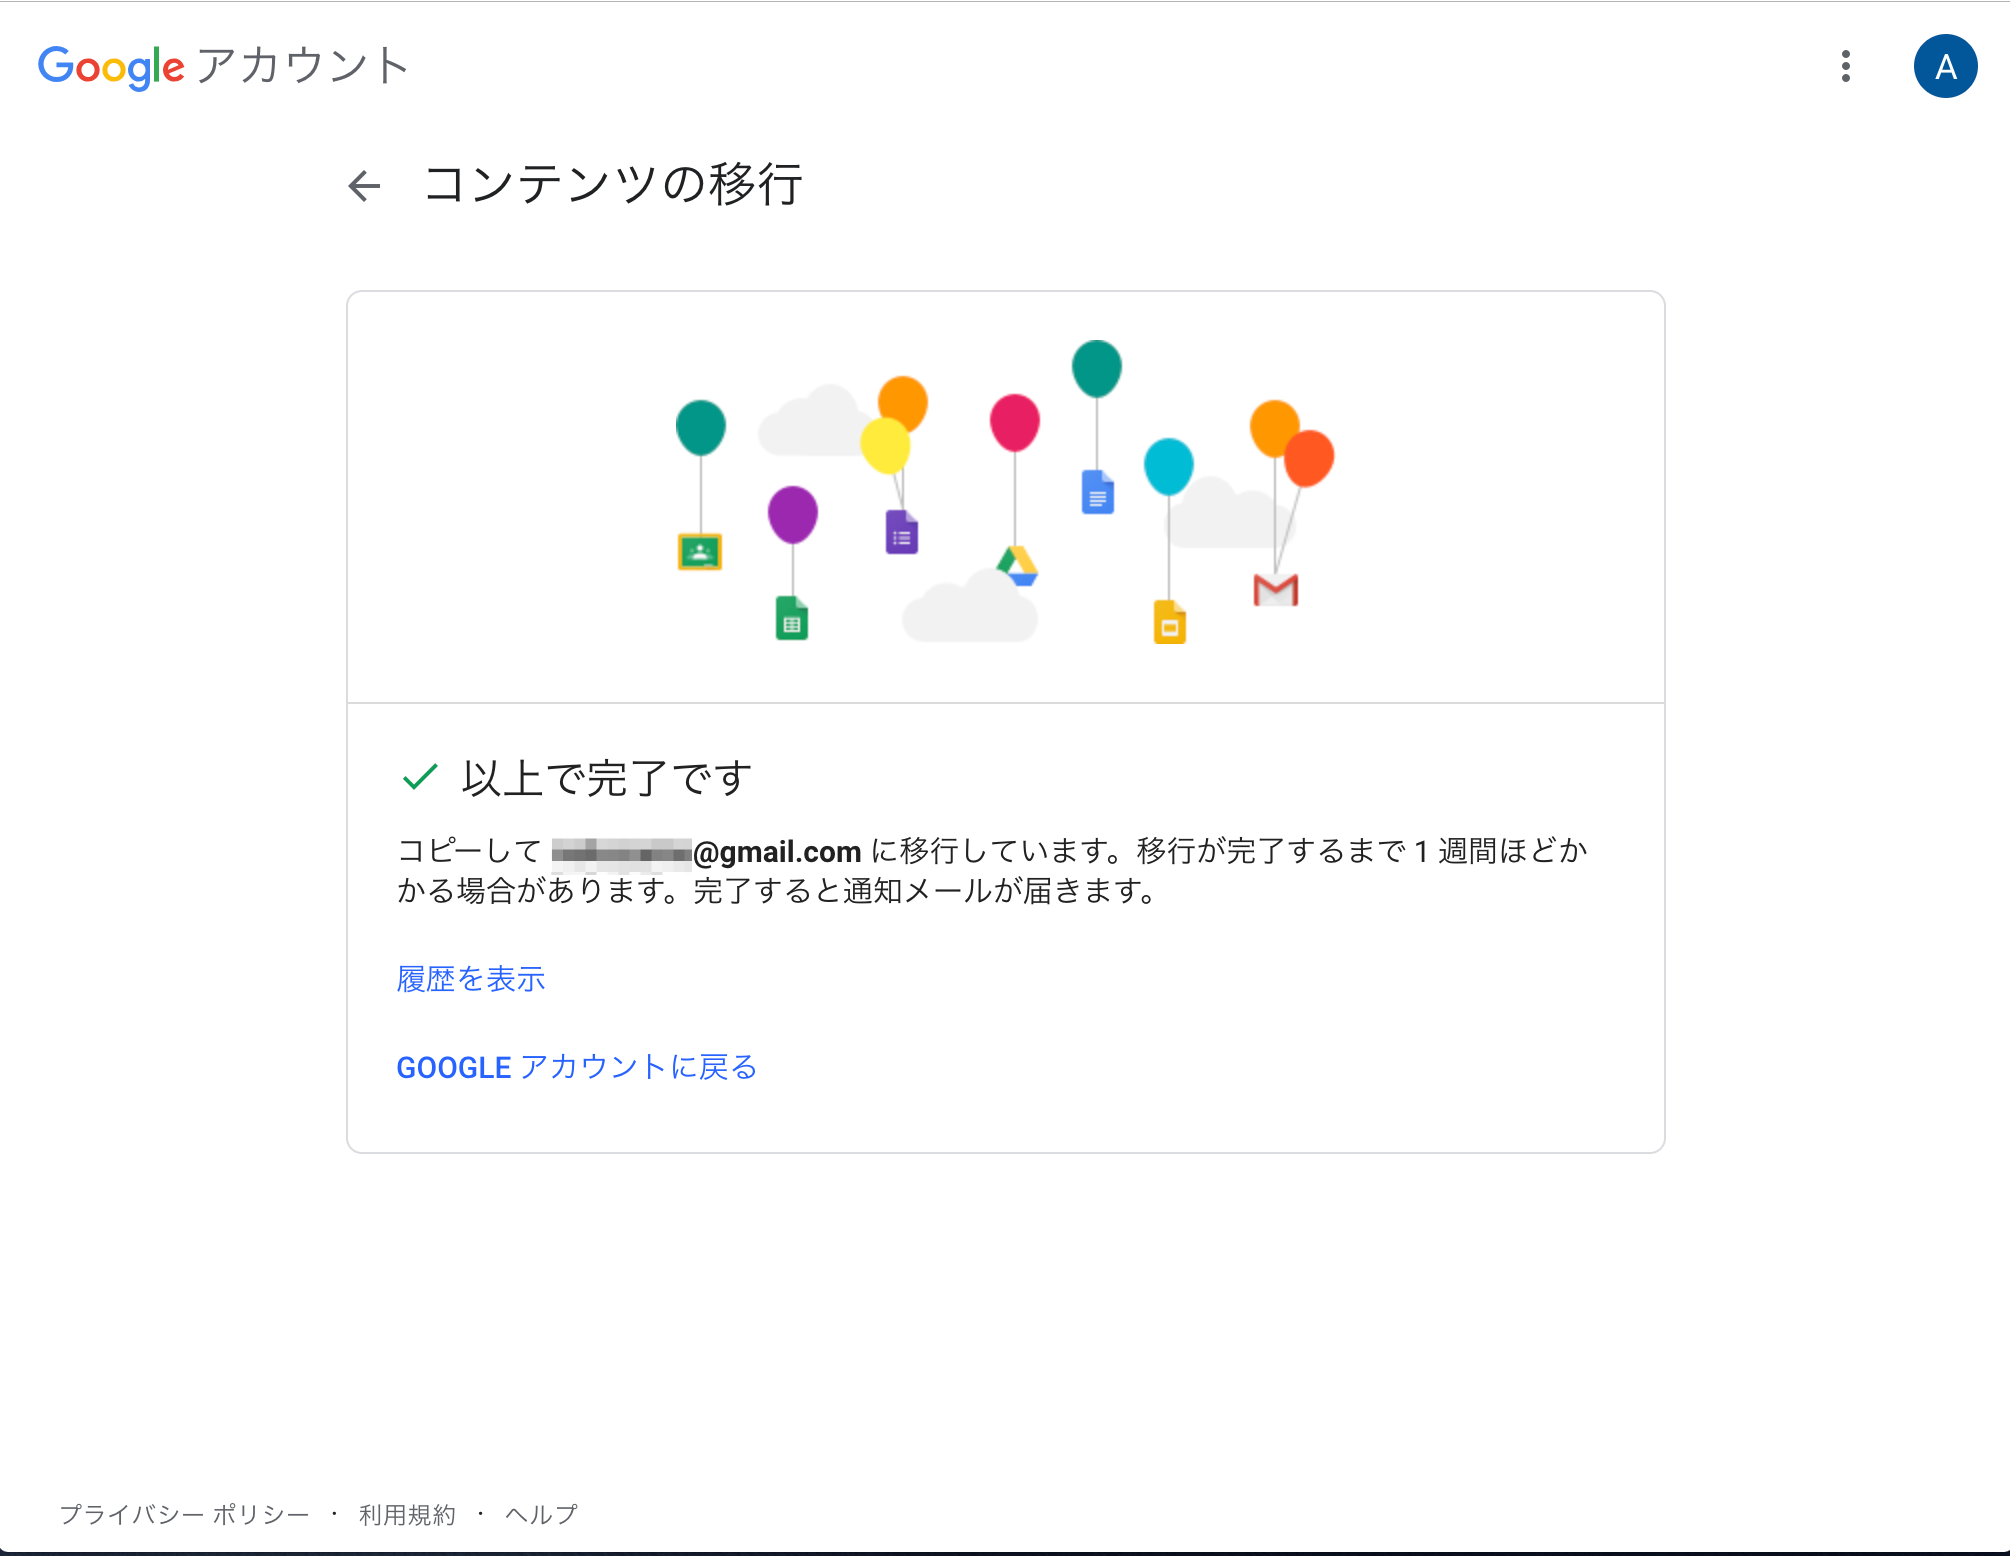 Google アカウント
A
コンテンツの移行
以上で完了です
コピーして @gmail.com に移行しています。移行が完了するまで 1 週間ほどか
かる場合があります。完了すると通知メールが届きます。
履歴を表示
GOOGLE アカウントに戻る
プライバシー ポリシー ・ 利用規約 ・ ヘルプ